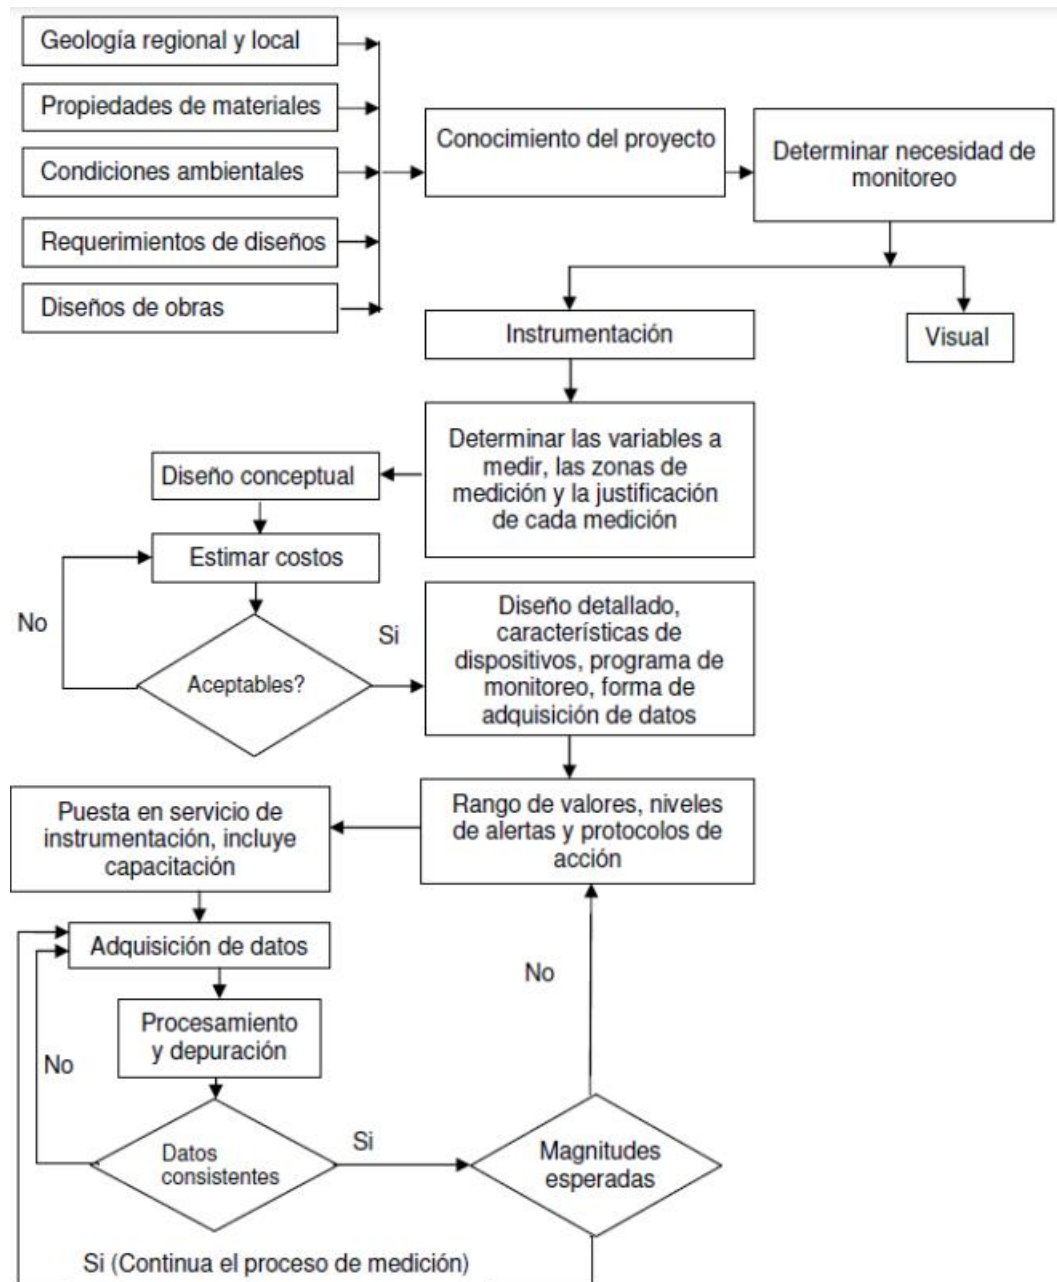 Geología regional y local
Propiedades de materiales
Condiciones ambientales
Requerimientos de diseños
Diseños de obras
Conocimiento del proyecto
Determinar necesidad de
monitoreo
Instrumentación
Visual
Determinar las variables a
medir, las zonas de
medición y la justificación
de cada medición
Diseño conceptual
Estimar costos
No
Aceptables?
Si
Diseño detallado,
características de
dispositivos, programa de
monitoreo, forma de
adquisición de datos
Rango de valores, niveles
de alertas y protocolos de
acción
Puesta en servicio de
instrumentación, incluye
capacitación
Adquisición de datos
Procesamiento
y depuración
No
Datos
consistentes
Si
Magnitudes
esperadas
No
Si (Continua el proceso de medición)